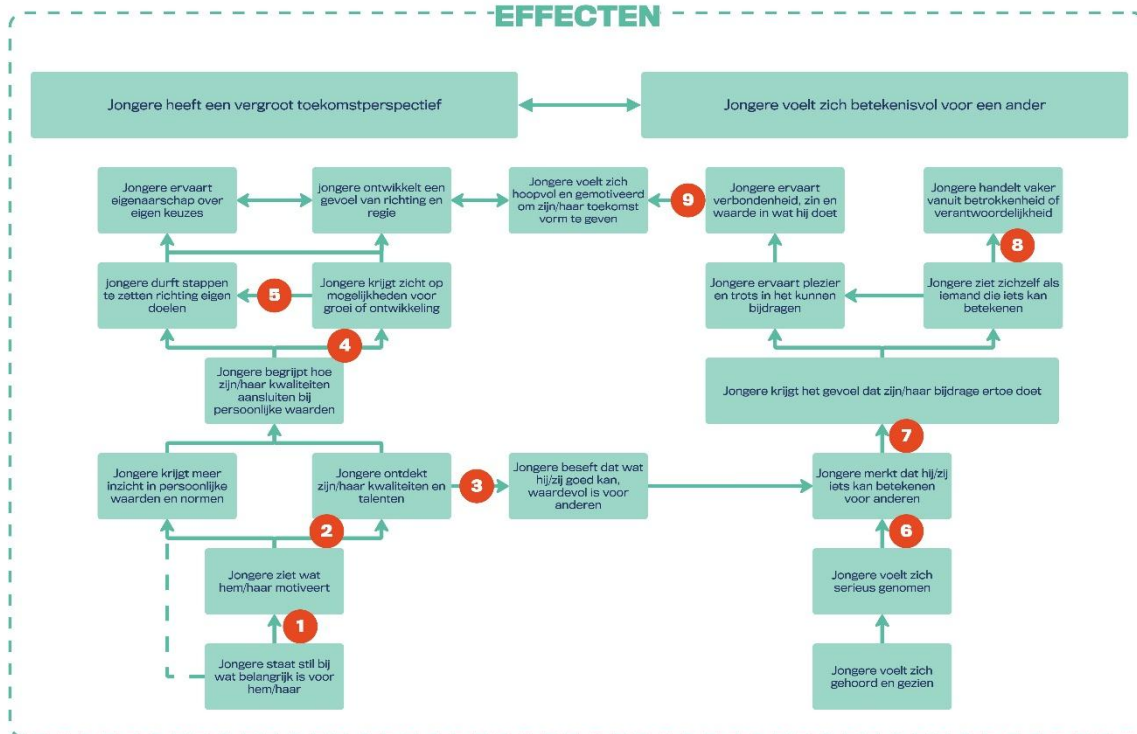 EFFECTEN
Jongere heeft een vergroot toekomstperspectief
Jongere voelt zich betekenisvol voor een ander
Jongere ervaart
eigenaarschap over
eigen keuzes
jongere ontwikkelt een
gevoel van richting en
regie
Jongere voelt zich
hoopvol en gemotiveerd
om zijn/haar toekomst
vorm te geven
9
Jongere ervaart
verbondenheid, zin en
waarde in wat hij doet
Jongere handelt vaker
vanuit betrokkenheid of
verantwoordelijkheid
8
jongere durft stappen
te zetten richting eigen
doelen
5
Jongere krijgt zicht op
mogelijkheden voor
groei of ontwikkeling
Jongere ervaart plezier
en trots in het kunnen
bijdragen
Jongere ziet zichzelf als
iemand die iets kan
betekenen
4
Jongere begrijpt hoe
zijn/haar kwaliteiten
aansluiten bij
persoonlijke waarden
Jongere krijgt het gevoel dat zijn/haar bijdrage ertoe doet
7
Jongere krijgt meer
inzicht in persoonlijke
waarden en normen
Jongere ontdekt
zijn/haar kwaliteiten en
talenten
3
Jongere beseft dat wat
hij/zij goed kan,
waardevol is voor
anderen
Jongere merkt dat hij/zij
iets kan betekenen
voor anderen
2
6
Jongere ziet wat
hem/haar motiveert
Jongere voelt zich
serieus genomen
1
Jongere staat stil bij
wat belangrijk is voor
hem/haar
Jongere voelt zich
gehoord en gezien